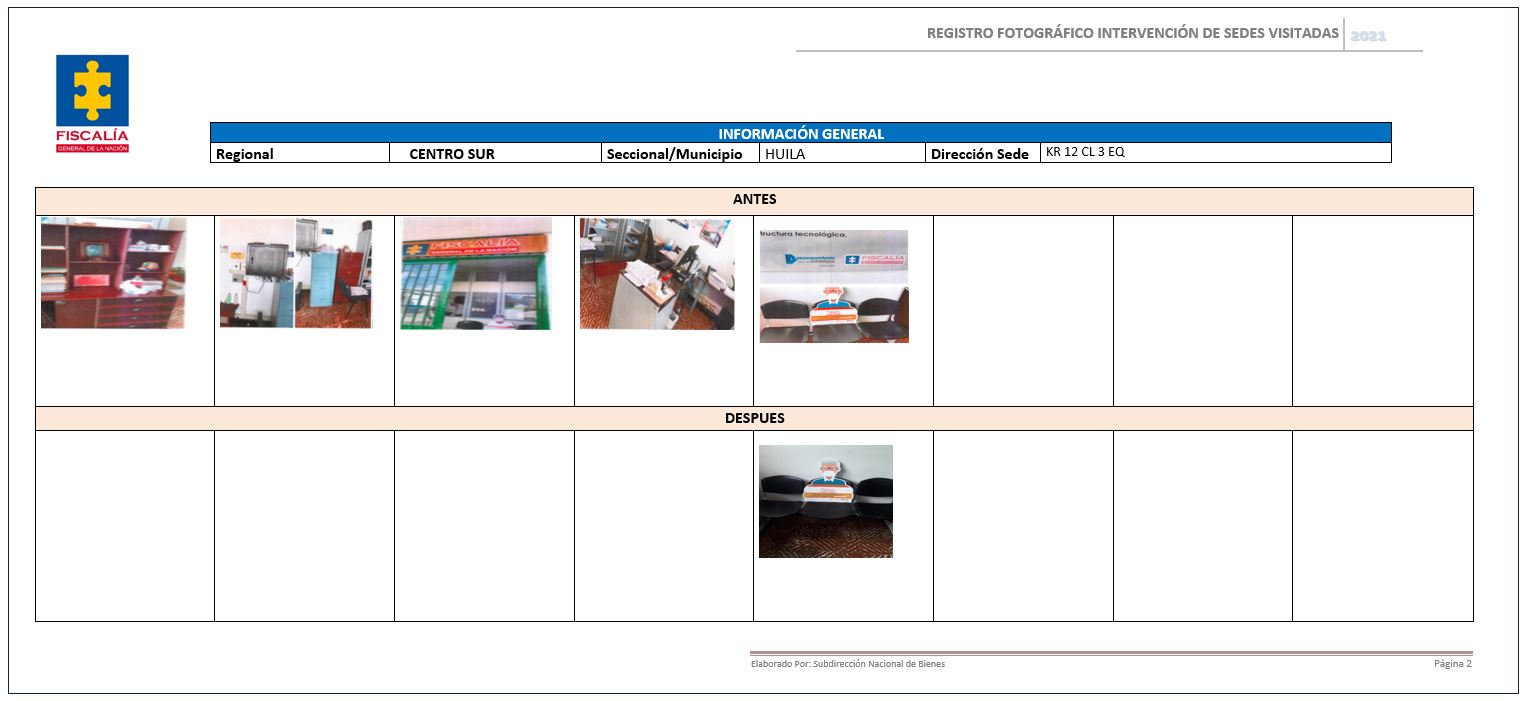 REGISTRO FOTOGRÁFICO INTERVENCIÓN DE SEDES VISITADAS 2021
FISCALÍA
GENERAL DE LA NACIÓN
INFORMACIÓN GENERAL
Regional CENTRO SUR Seccional/Municipio HUILA Dirección Sede KR 12 CL 3 EQ
ANTES
FISCALÍA
GENERAL DE LA NACIÓN
tructura tecnológica.
FISCALÍA
DESPUES
Elaborado Por: Subdirección Nacional de Bienes Página 2